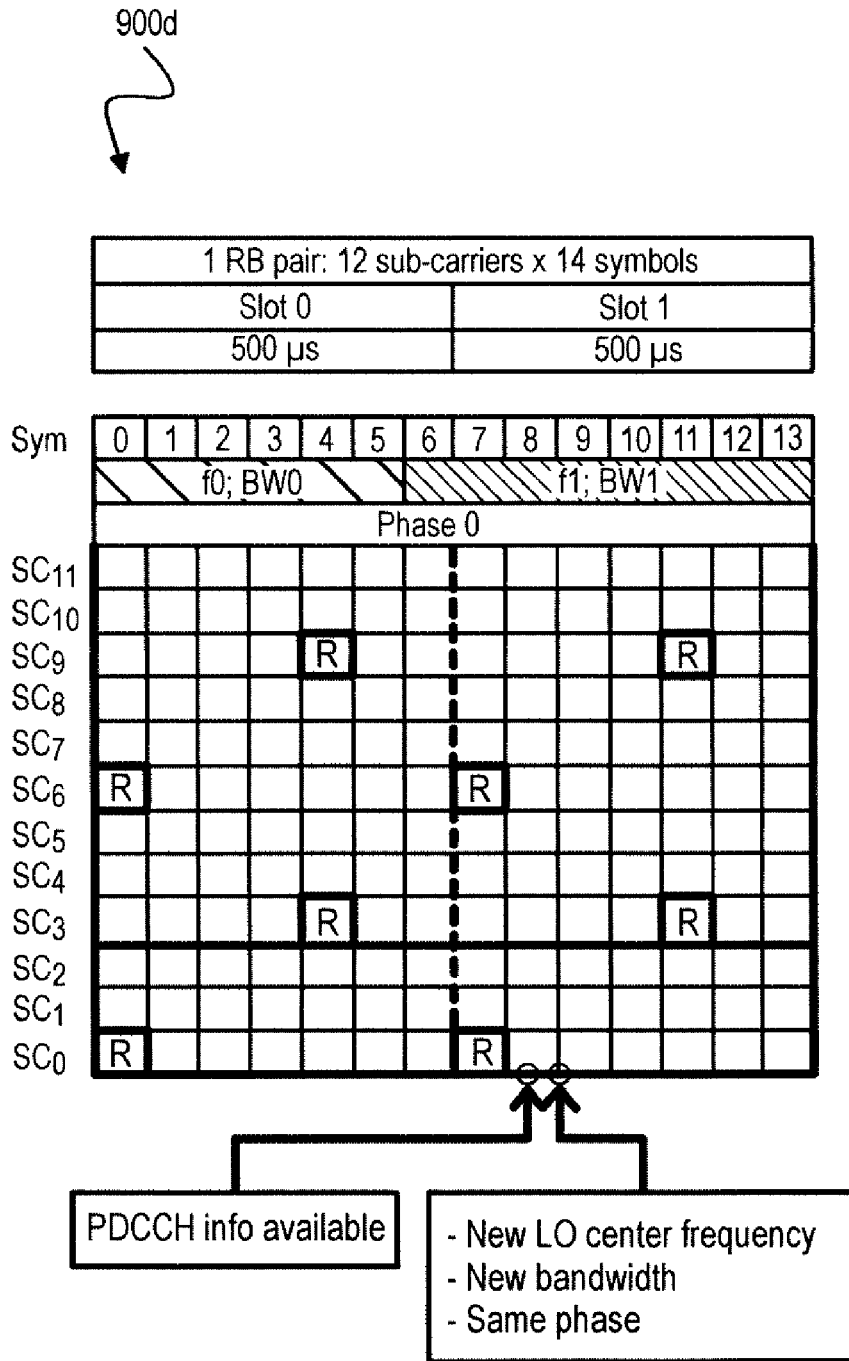 900d
1 RB pair: 12 sub-carriers x 14 symbols
Slot 0 Slot 1
500 µs 500 µs
Sym 0 1 2 3 4 5 6 7 8 9 10 11 12 13
f0; BW0 f1; BW1
Phase 0
SC11
SC10
SC9 R R
SC8
SC7
SC6 R R
SC5
SC4
SC3 R R
SC2
SC1
SC0 R R
PDCCH info available
- New LO center frequency
- New bandwidth
- Same phase